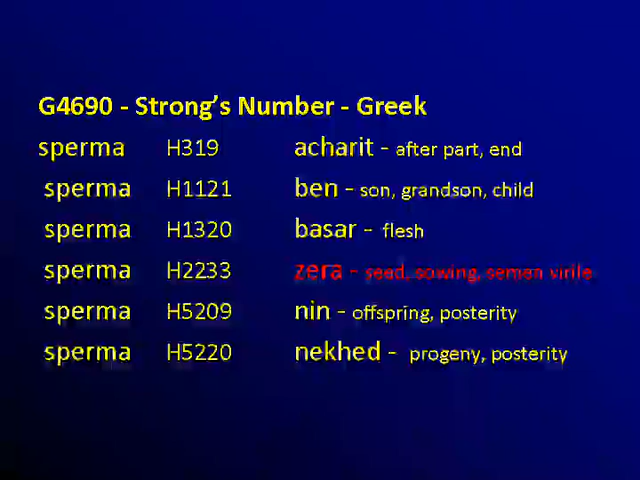 G4690 - Strong's Number - Greek
sperma H319 acharit - after part, end
sperma H1121 ben - son, grandson, child
sperma H1320 basar - flesh
sperma H2233 zera - seed, sowing, semen virile
sperma H5209 nin - offspring, posterity
sperma H5220 nekhed - progeny, posterity